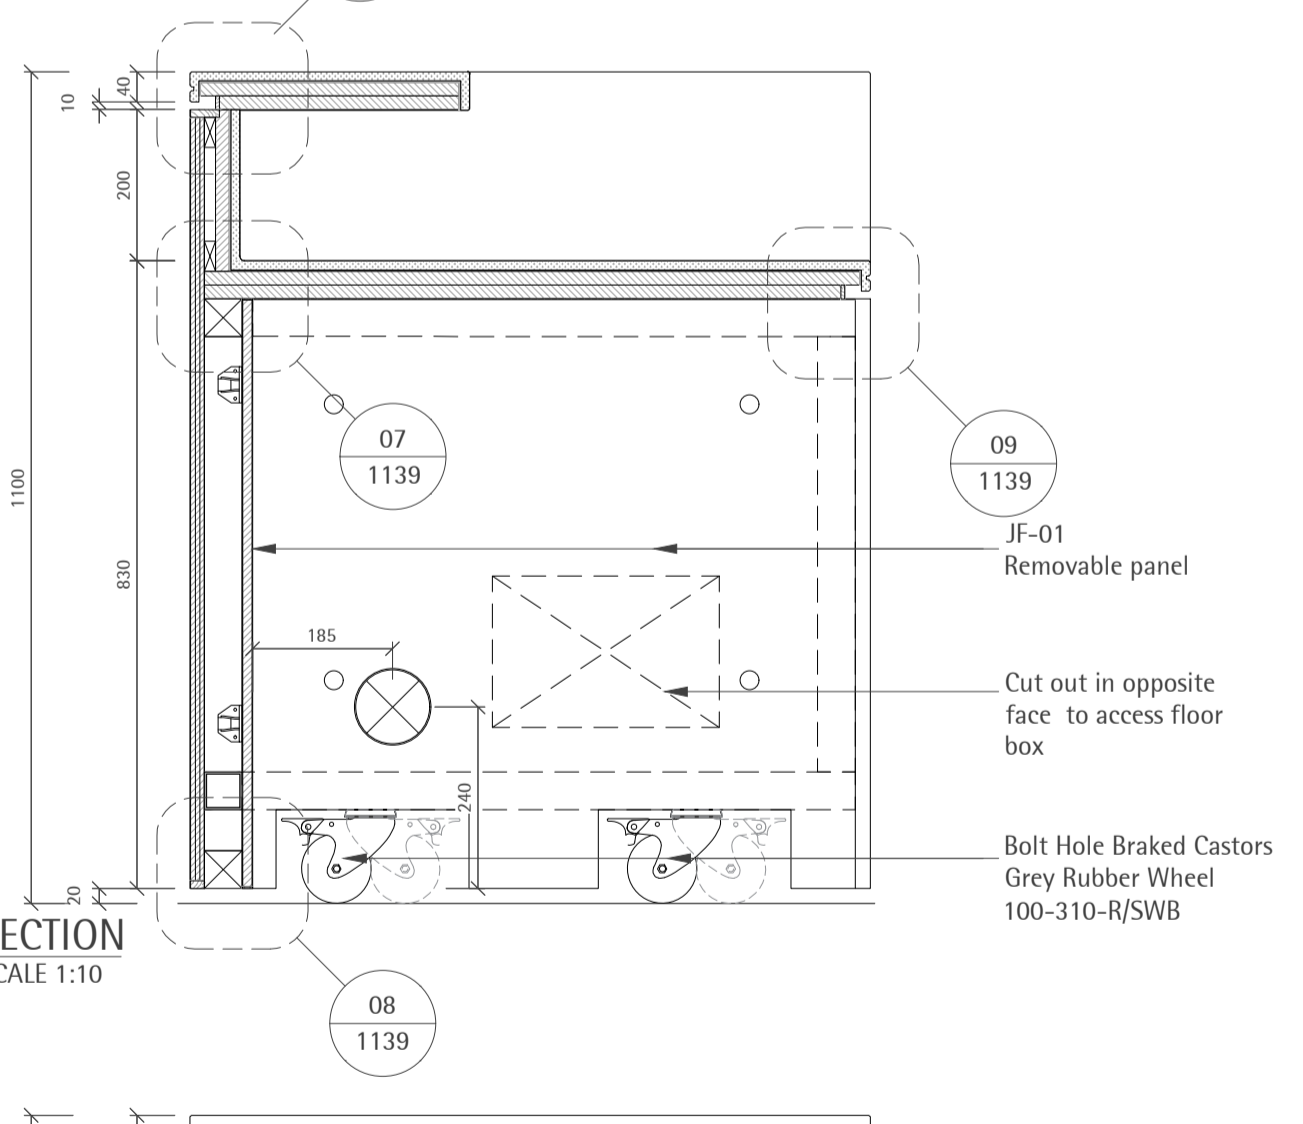 40
10
200
1100
830
20
07
1139
09
1139
JF-01
Removable panel
185
240
Cut out in opposite
face to access floor
box
Bolt Hole Braked Castors
Grey Rubber Wheel
100-310-R/SWB
ECTION
CALE 1:10
08
1139